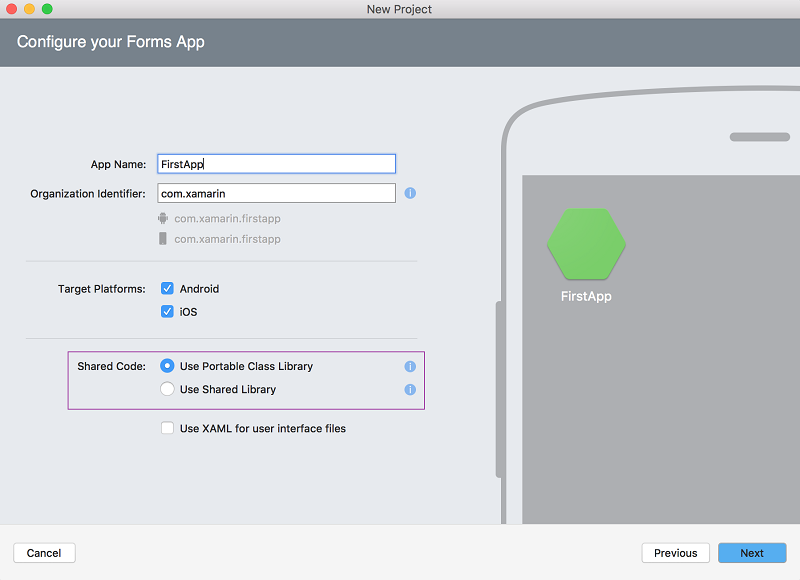 New Project
Configure your Forms App
App Name: FirstApp
Organization Identifier: com.xamarin
com.xamarin.firstapp
com.xamarin.firstapp
Target Platforms: Android
iOS
Shared Code: Use Portable Class Library
Use Shared Library
Use XAML for user interface files
FirstApp
Cancel Previous Next